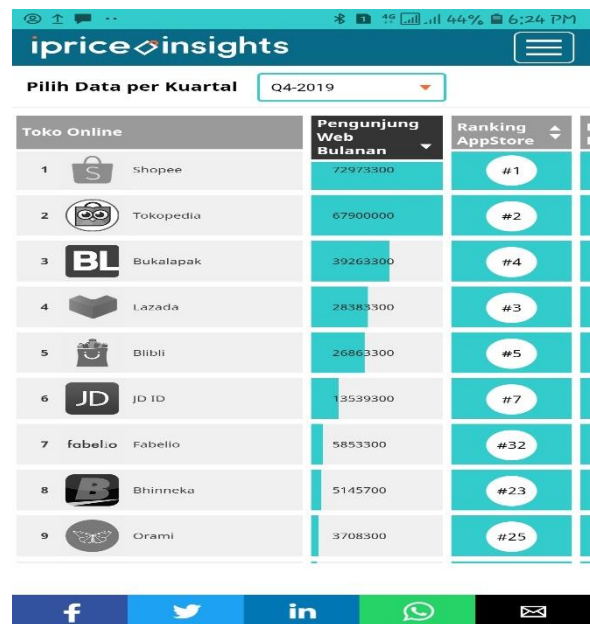 4G 44% 6:24 PM
iprice insights
Pilih Data per Kuartal Q4-2019
Toko Online Pengunjung Web Bulanan Ranking AppStore
1 S Shopee 72973300 #1
2 Tokopedia 67900000 #2
3 BL Bukalapak 39263300 #4
4 Lazada 28383300 #3
5 Blibli 26863300 #5
6 JD JD ID 13539300 #7
7 fabelio Fabelio 5853300 #32
8 B Bhinneka 5145700 #23
9 Orami 3708300 #25
f in